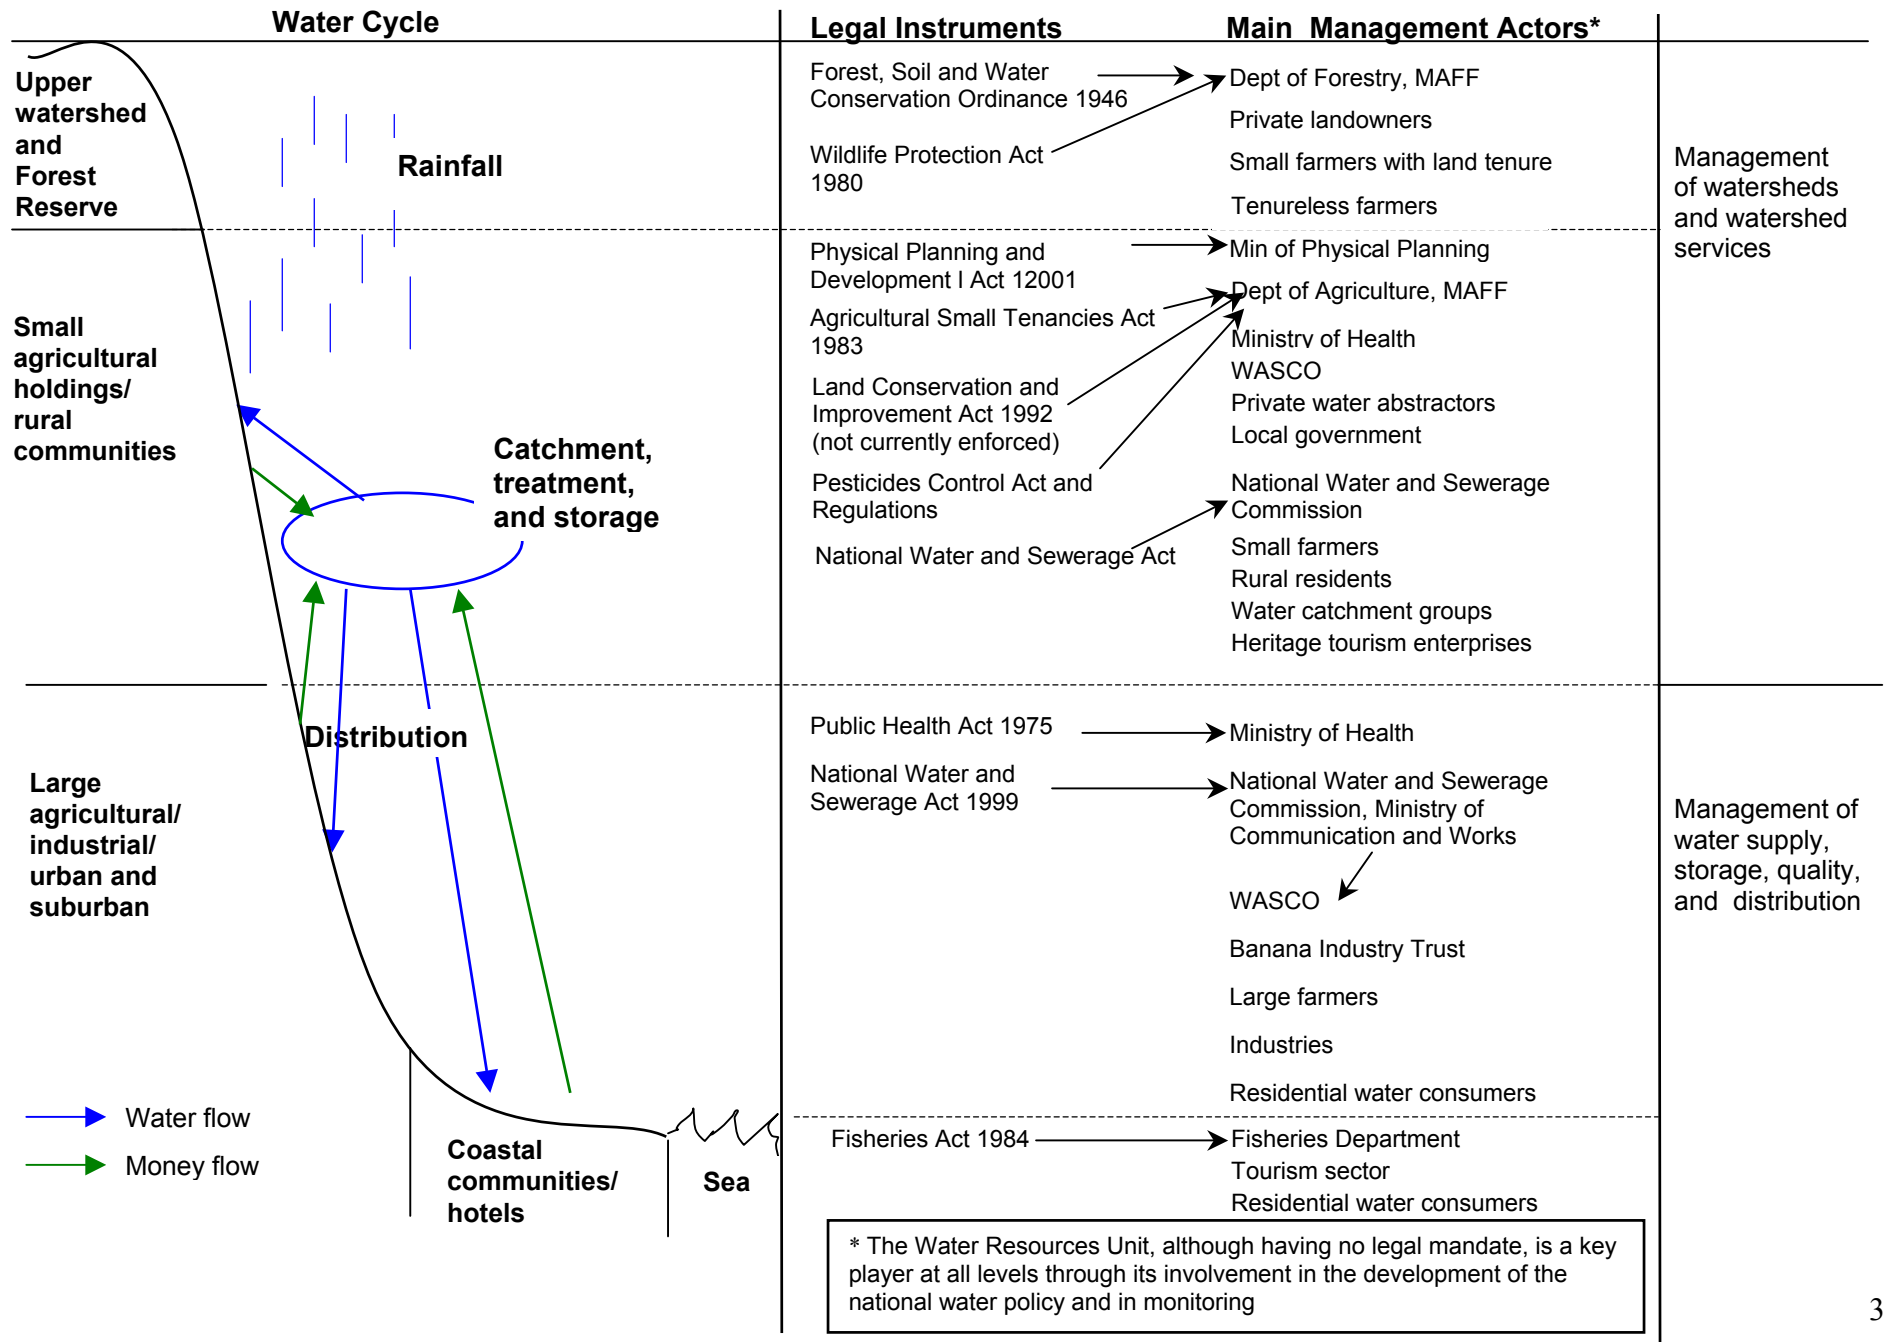 Water Cycle
Legal Instruments
Main Management Actors*
Upper
watershed
and
Forest
Reserve
Rainfall
Forest, Soil and Water
Conservation Ordinance 1946
Wildlife Protection Act
1980
Dept of Forestry, MAFF
Private landowners
Small farmers with land tenure
Tenureless farmers
Management
of watersheds
and watershed
services
Small
agricultural
holdings/
rural
communities
Catchment,
treatment,
and storage
Physical Planning and
Development l Act 12001
Agricultural Small Tenancies Act
1983
Land Conservation and
Improvement Act 1992
(not currently enforced)
Pesticides Control Act and
Regulations
National Water and Sewerage Act
Min of Physical Planning
Dept of Agriculture, MAFF
Ministry of Health
WASCO
Private water abstractors
Local government
National Water and Sewerage
Commission
Small farmers
Rural residents
Water catchment groups
Heritage tourism enterprises
Distribution
Large
agricultural/
industrial/
urban and
suburban
Public Health Act 1975
National Water and
Sewerage Act 1999
Ministry of Health
National Water and Sewerage
Commission, Ministry of
Communication and Works
WASCO
Banana Industry Trust
Large farmers
Industries
Residential water consumers
Management of
water supply,
storage, quality,
and distribution
Water flow
Money flow
Coastal
communities/
hotels
Sea
Fisheries Act 1984
Fisheries Department
Tourism sector
Residential water consumers
* The Water Resources Unit, although having no legal mandate, is a key
player at all levels through its involvement in the development of the
national water policy and in monitoring
3